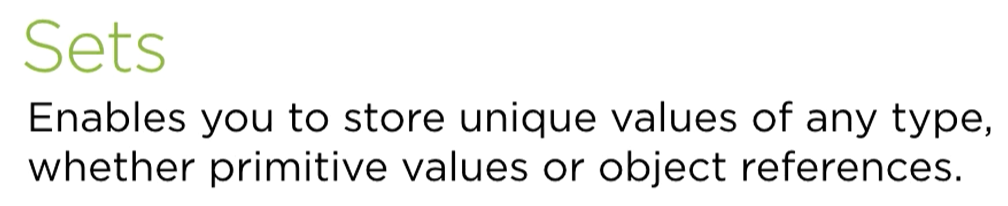 Sets
Enables you to store unique values of any type,
whether primitive values or object references.